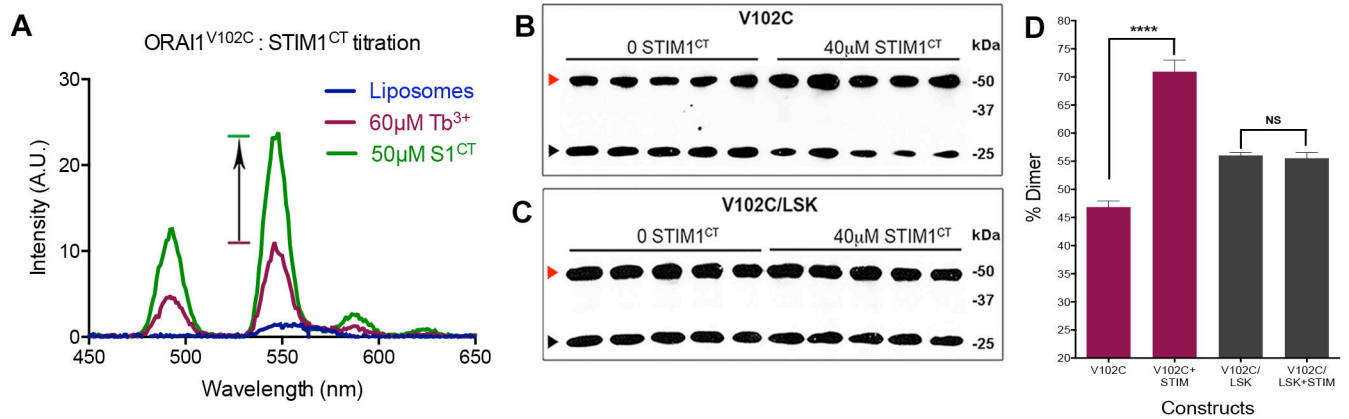 A
ORAI1^V102C : STIM1^CT titration
30
20
10
0
Intensity (A.U.)
Liposomes
60μM Tb³⁺
50μM S1^CT
450
500
550
600
650
Wavelength (nm)
B
V102C
0 STIM1^CT
40μM STIM1^CT
kDa
-50
-37
-25
C
V102C/LSK
0 STIM1^CT
40μM STIM1^CT
kDa
-50
-37
-25
D
80
75
70
65
60
55
50
45
40
35
30
25
20
% Dimer
****
NS
V102C
V102C+
STIM
V102C/
LSK
V102C/
LSK+STIM
Constructs